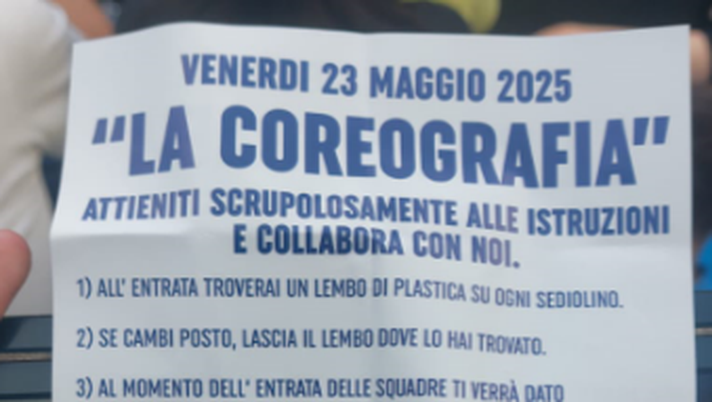 VENERDI 23 MAGGIO 2025
"LA COREOGRAFIA"
ATTIENITI SCRUPOLOSAMENTE ALLE ISTRUZIONI
E COLLABORA CON NOI.
1) ALL' ENTRATA TROVERAI UN LEMBO DI PLASTICA SU OGNI SEDIOLINO.
2) SE CAMBI POSTO, LASCIA IL LEMBO DOVE LO HAI TROVATO.
3) AL MOMENTO DELL' ENTRATA DELLE SQUADRE TI VERRÀ DATO